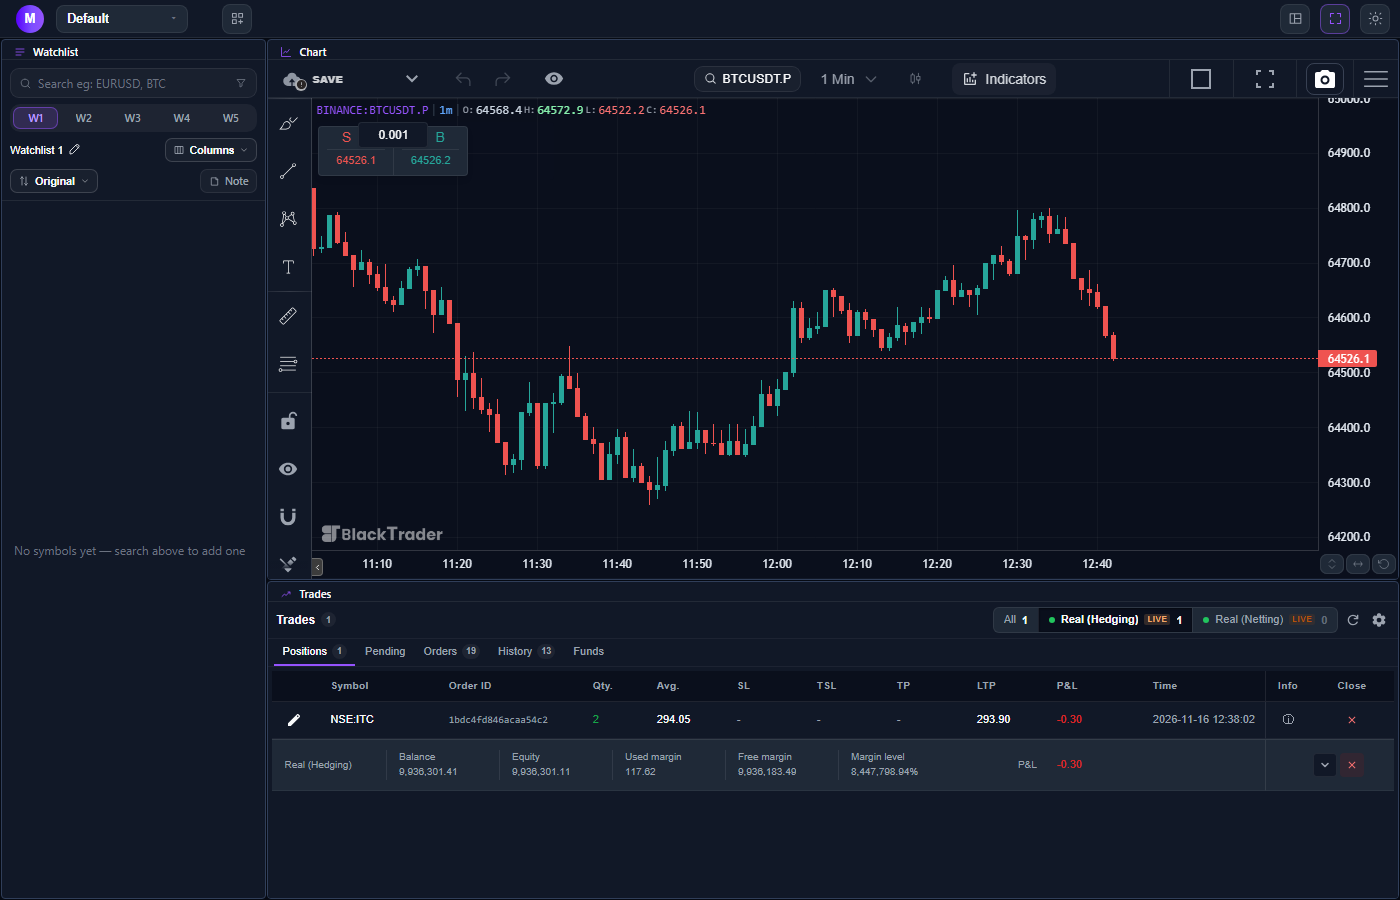 M
Default
Watchlist
Search eg: EURUSD, BTC
W1 W2 W3 W4 W5
Watchlist 1
Columns
Original
Note
No symbols yet — search above to add one
Chart
SAVE
BTCUSDT.P
1 Min
Indicators
BINANCE:BTCUSDT.P 1m O: 64568.4 H: 64572.9 L: 64522.2 C: 64526.1
S 0.001 B
64526.1 64526.2
65000.0
64900.0
64800.0
64700.0
64600.0
64526.1
64500.0
64400.0
64300.0
64200.0
BlackTrader
11:10 11:20 11:30 11:40 11:50 12:00 12:10 12:20 12:30 12:40
Trades
Trades 1
All 1 Real (Hedging) LIVE 1 Real (Netting) LIVE 0
Positions 1 Pending Orders 19 History 13 Funds
Symbol Order ID Qty. Avg. SL TSL TP LTP P&L Time Info Close
NSE:ITC 1bdc4fd846acaa54c2 2 294.05 - - - 293.90 -0.30 2026-11-16 12:38:02
Balance Equity Used margin Free margin Margin level
Real (Hedging) P&L -0.30
9,936,301.41 9,936,301.11 117.62 9,936,183.49 8,447,798.94%